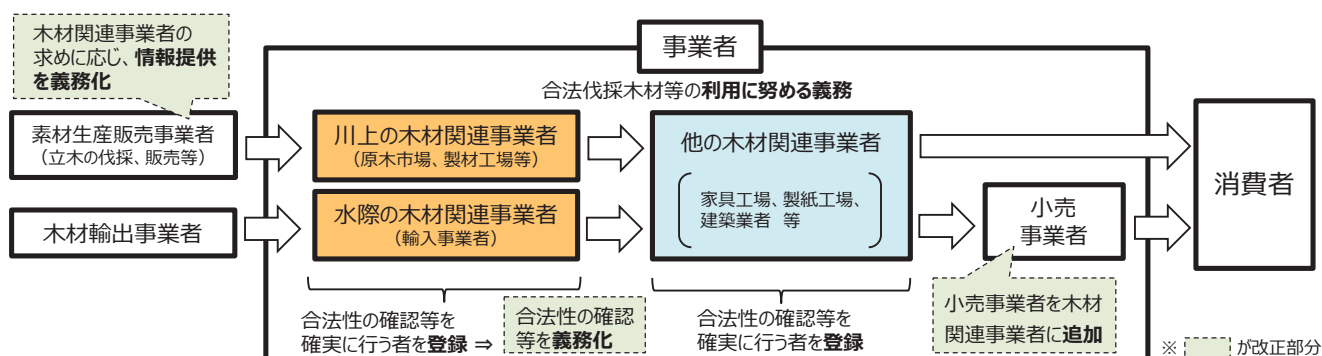 木材関連事業者の
求めに応じ、情報提供
を義務化
事業者
合法伐採木材等の利用に努める義務
素材生産販売事業者
（立木の伐採、販売等）
川上の木材関連事業者
（原木市場、製材工場等）
他の木材関連事業者
家具工場、製紙工場、
建築業者 等
消費者
木材輸出事業者
水際の木材関連事業者
（輸入事業者）
小売
事業者
合法性の確認等を
確実に行う者を登録 ⇒
合法性の確認
等を義務化
合法性の確認等を
確実に行う者を登録
小売事業者を木材
関連事業者に追加
※ が改正部分